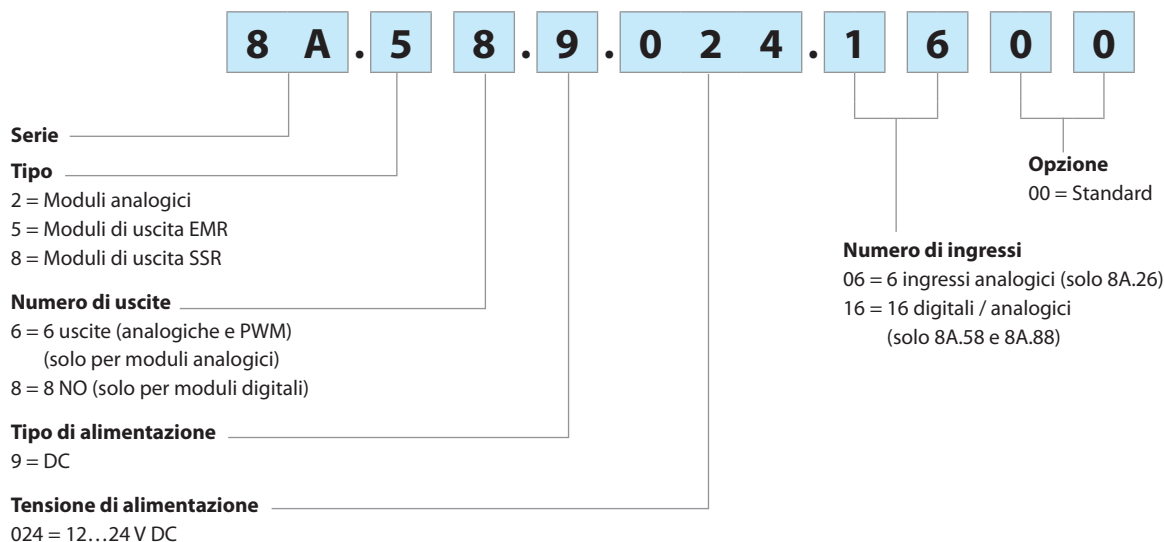 8 A . 5 8 . 9 . 0 2 4 . 1 6 0 0
Serie
Tipo
2 = Moduli analogici
5 = Moduli di uscita EMR
8 = Moduli di uscita SSR
Numero di uscite
6 = 6 uscite (analogiche e PWM)
(solo per moduli analogici)
8 = 8 NO (solo per moduli digitali)
Tipo di alimentazione
9 = DC
Tensione di alimentazione
024 = 12…24 V DC
Opzione
00 = Standard
Numero di ingressi
06 = 6 ingressi analogici (solo 8A.26)
16 = 16 digitali / analogici
(solo 8A.58 e 8A.88)